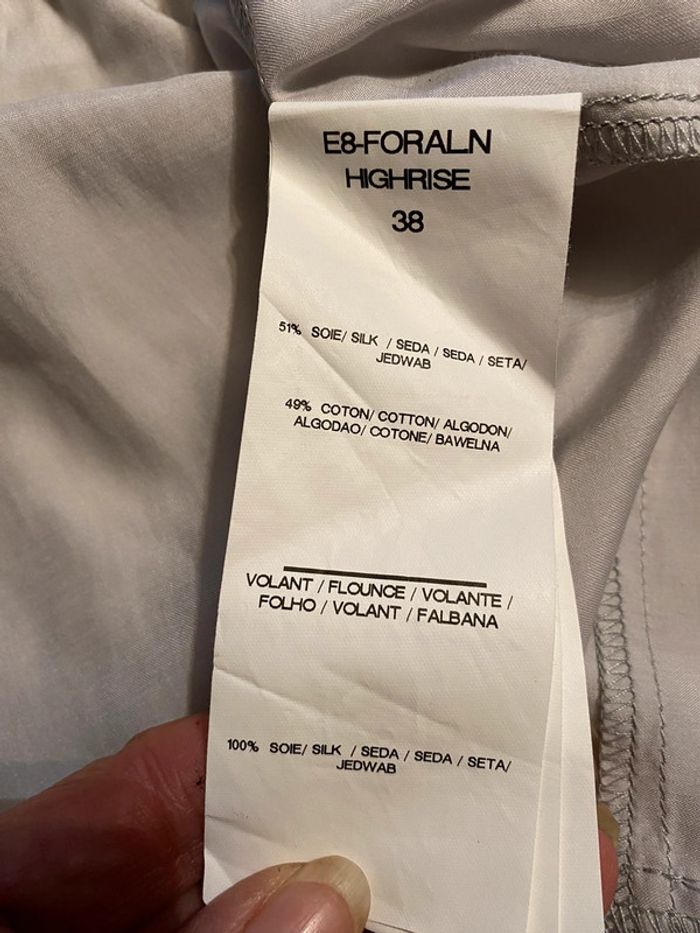 E8-FORALN
HIGHRISE
38
51% SOIE/ SILK / SEDA / SEDA / SETA/
JEDWAB
49% COTON/ COTTON/ ALGODON/
ALGODAO/ COTONE/ BAWELNA
VOLANT / FLOUNCE / VOLANTE /
FOLHO / VOLANT / FALBANA
100% SOIE/ SILK / SEDA / SEDA / SETA/
JEDWAB